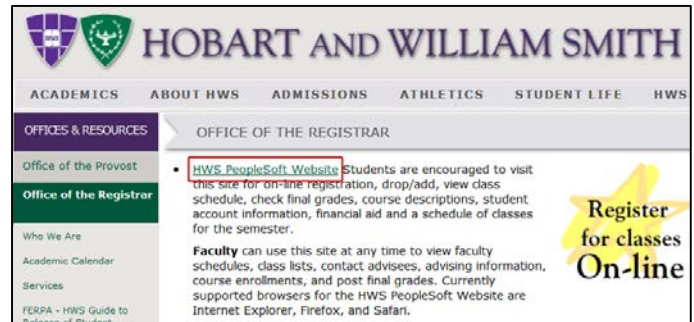 HOBART AND WILLIAM SMITH
ACADEMICS ABOUT HWS ADMISSIONS ATHLETICS STUDENT LIFE HWS
OFFICES & RESOURCES
Office of the Provost
Office of the Registrar
Who We Are
Academic Calendar
Services
FERPA - HWS Guide to
Release of Student
OFFICE OF THE REGISTRAR
• HWS PeopleSoft Website Students are encouraged to visit
this site for on-line registration, drop/add, view class
schedule, check final grades, course descriptions, student
account information, financial aid and a schedule of classes
for the semester.
Faculty can use this site at any time to view faculty
schedules, class lists, contact advisees, advising information,
course enrollments, and post final grades. Currently
supported browsers for the HWS PeopleSoft Website are
Internet Explorer, Firefox, and Safari.
Register
for classes
On-line